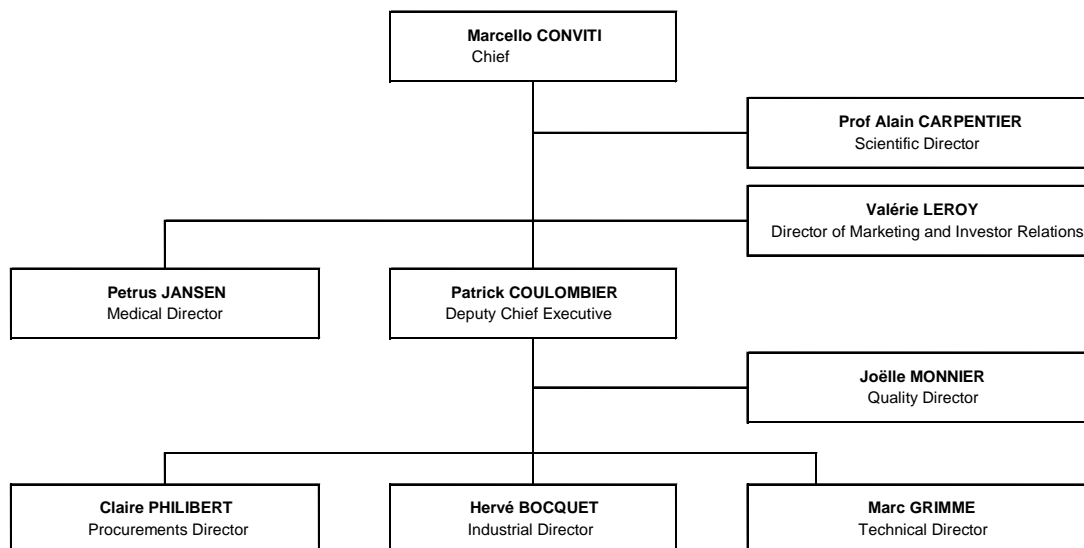 Marcello CONVITI
Chief
Prof Alain CARPENTIER
Scientific Director
Valérie LEROY
Director of Marketing and Investor Relations
Petrus JANSEN
Medical Director
Patrick COULOMBIER
Deputy Chief Executive
Joëlle MONNIER
Quality Director
Claire PHILIBERT
Procurements Director
Hervé BOCQUET
Industrial Director
Marc GRIMME
Technical Director